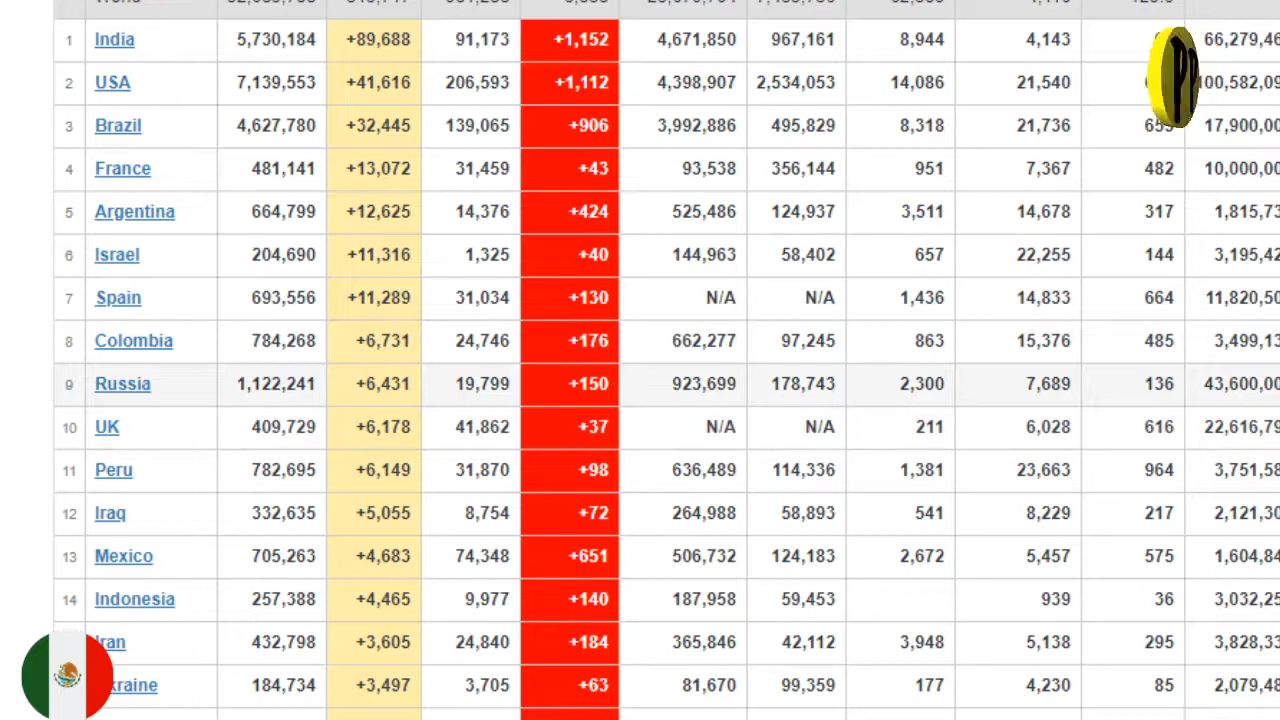 1 India 5,730,184 +89,688 91,173 +1,152 4,671,850 967,161 8,944 4,143
2 USA 7,139,553 +41,616 206,593 +1,112 4,398,907 2,534,053 14,086 21,540
3 Brazil 4,627,780 +32,445 139,065 +906 3,992,886 495,829 8,318 21,736 17,900,00
4 France 481,141 +13,072 31,459 +43 93,538 356,144 951 7,367 482 10,000,00
5 Argentina 664,799 +12,625 14,376 +424 525,486 124,937 3,511 14,678 317 1,815,73
6 Israel 204,690 +11,316 1,325 +40 144,963 58,402 657 22,255 144 3,195,42
7 Spain 693,556 +11,289 31,034 +130 N/A N/A 1,436 14,833 664 11,820,50
8 Colombia 784,268 +6,731 24,746 +176 662,277 97,245 863 15,376 485 3,499,13
9 Russia 1,122,241 +6,431 19,799 +150 923,699 178,743 2,300 7,689 136 43,600,00
10 UK 409,729 +6,178 41,862 +37 N/A N/A 211 6,028 616 22,616,79
11 Peru 782,695 +6,149 31,870 +98 636,489 114,336 1,381 23,663 964 3,751,58
12 Iraq 332,635 +5,055 8,754 +72 264,988 58,893 541 8,229 217 2,121,30
13 Mexico 705,263 +4,683 74,348 +651 506,732 124,183 2,672 5,457 575 1,604,84
14 Indonesia 257,388 +4,465 9,977 +140 187,958 59,453 939 36 3,032,25
Iran 432,798 +3,605 24,840 +184 365,846 42,112 3,948 5,138 295 3,828,33
kraine 184,734 +3,497 3,705 +63 81,670 99,359 177 4,230 85 2,079,48